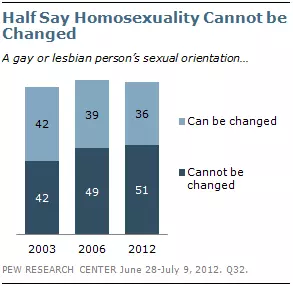 Half Say Homosexuality Cannot be
Changed
A gay or lesbian person's sexual orientation...
42 39 36
Can be changed
42 49 51
Cannot be
changed
2003 2006 2012
PEW RESEARCH CENTER June 28-July 9, 2012. Q32.